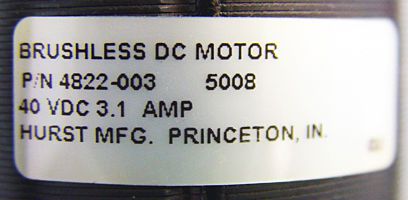 BRUSHLESS DC MOTOR
P/N 4822-003 5008
40 VDC 3.1 AMP
HURST MFG. PRINCETON, IN.